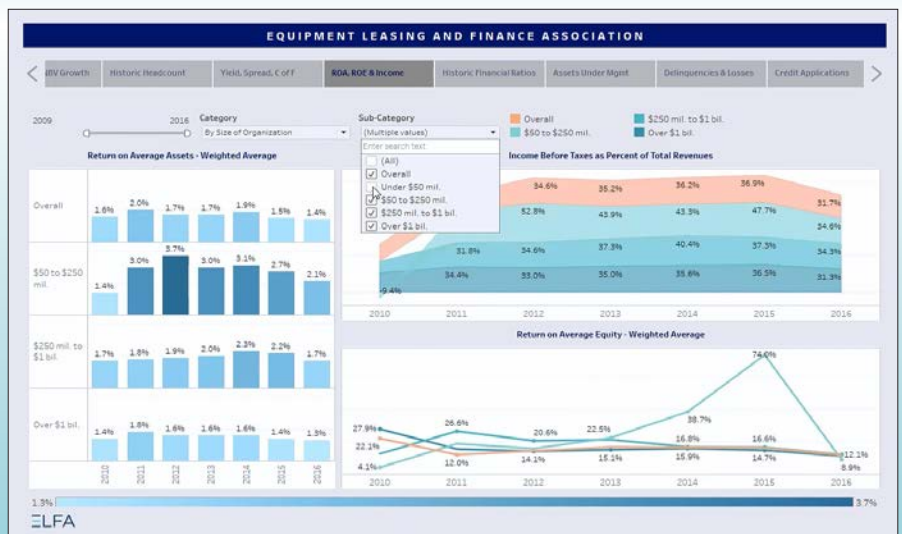 EQUIPMENT LEASING AND FINANCE ASSOCIATION
NBV Growth Historic Headcount Yield, Spread, C of F ROA, ROE & Income Historic Financial Ratios Assets Under Mgmt Delinquencies & Losses Credit Applications
2009 2016
Category
By Size of Organization
Sub-Category
(Multiple values)
Enter search text
(All)
Overall
Under $50 mil.
$50 to $250 mil.
$250 mil. to $1 bil.
Over $1 bil.
Overall $250 mil. to $1 bil.
$50 to $250 mil. Over $1 bil.
Return on Average Assets - Weighted Average
Overall
1.6% 2.0% 1.7% 1.7% 1.9% 1.5% 1.4%
$50 to $250
mil.
1.4% 3.0% 3.7% 3.0% 3.1% 2.7% 2.1%
$250 mil. to
$1 bil.
1.7% 1.8% 1.9% 2.0% 2.3% 2.2% 1.7%
Over $1 bil.
1.4% 1.8% 1.6% 1.6% 1.6% 1.4% 1.3%
2010 2011 2012 2013 2014 2015 2016
Income Before Taxes as Percent of Total Revenues
34.6% 35.2% 36.2% 36.9% 31.7%
52.8% 43.9% 43.3% 47.7% 34.6%
31.8% 34.6% 37.3% 40.4% 37.3% 34.3%
-9.4% 34.4% 33.0% 35.0% 35.6% 36.5% 31.3%
2010 2011 2012 2013 2014 2015 2016
Return on Average Equity - Weighted Average
74.0%
38.7%
27.9% 26.6% 20.6% 22.5% 16.8% 16.6% 12.1%
22.1% 12.0% 14.1% 15.1% 15.9% 14.7% 8.9%
4.1%
2010 2011 2012 2013 2014 2015 2016
1.3% 3.7%
ELFA